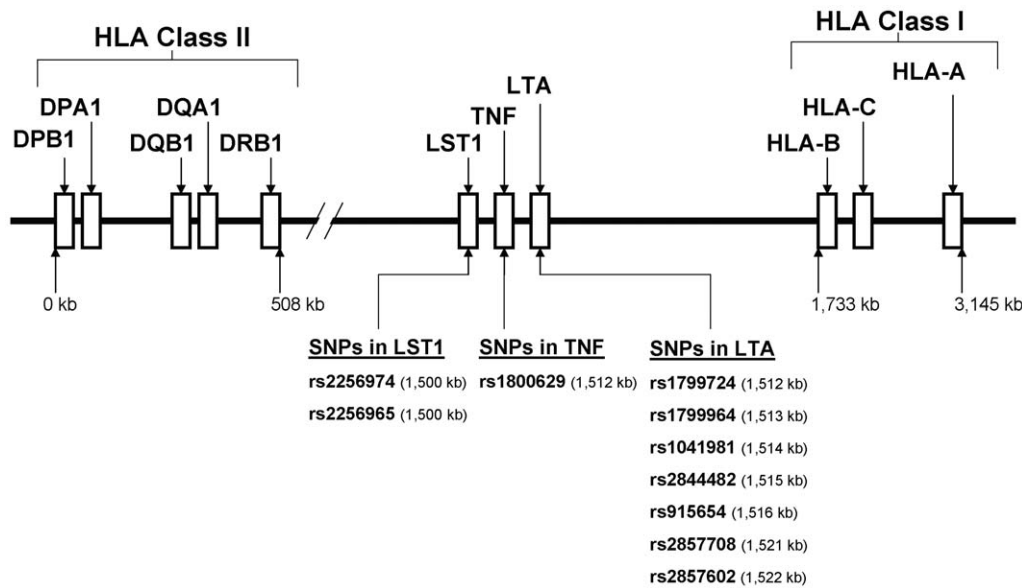 HLA Class II
HLA Class I
DPB1
DPA1
DQB1
DQA1
DRB1
LST1
TNF
LTA
HLA-B
HLA-C
HLA-A
0 kb
508 kb
1,733 kb
3,145 kb
SNPs in LST1
rs2256974 (1,500 kb)
rs2256965 (1,500 kb)
SNPs in TNF
rs1800629 (1,512 kb)
SNPs in LTA
rs1799724 (1,512 kb)
rs1799964 (1,513 kb)
rs1041981 (1,514 kb)
rs2844482 (1,515 kb)
rs915654 (1,516 kb)
rs2857708 (1,521 kb)
rs2857602 (1,522 kb)